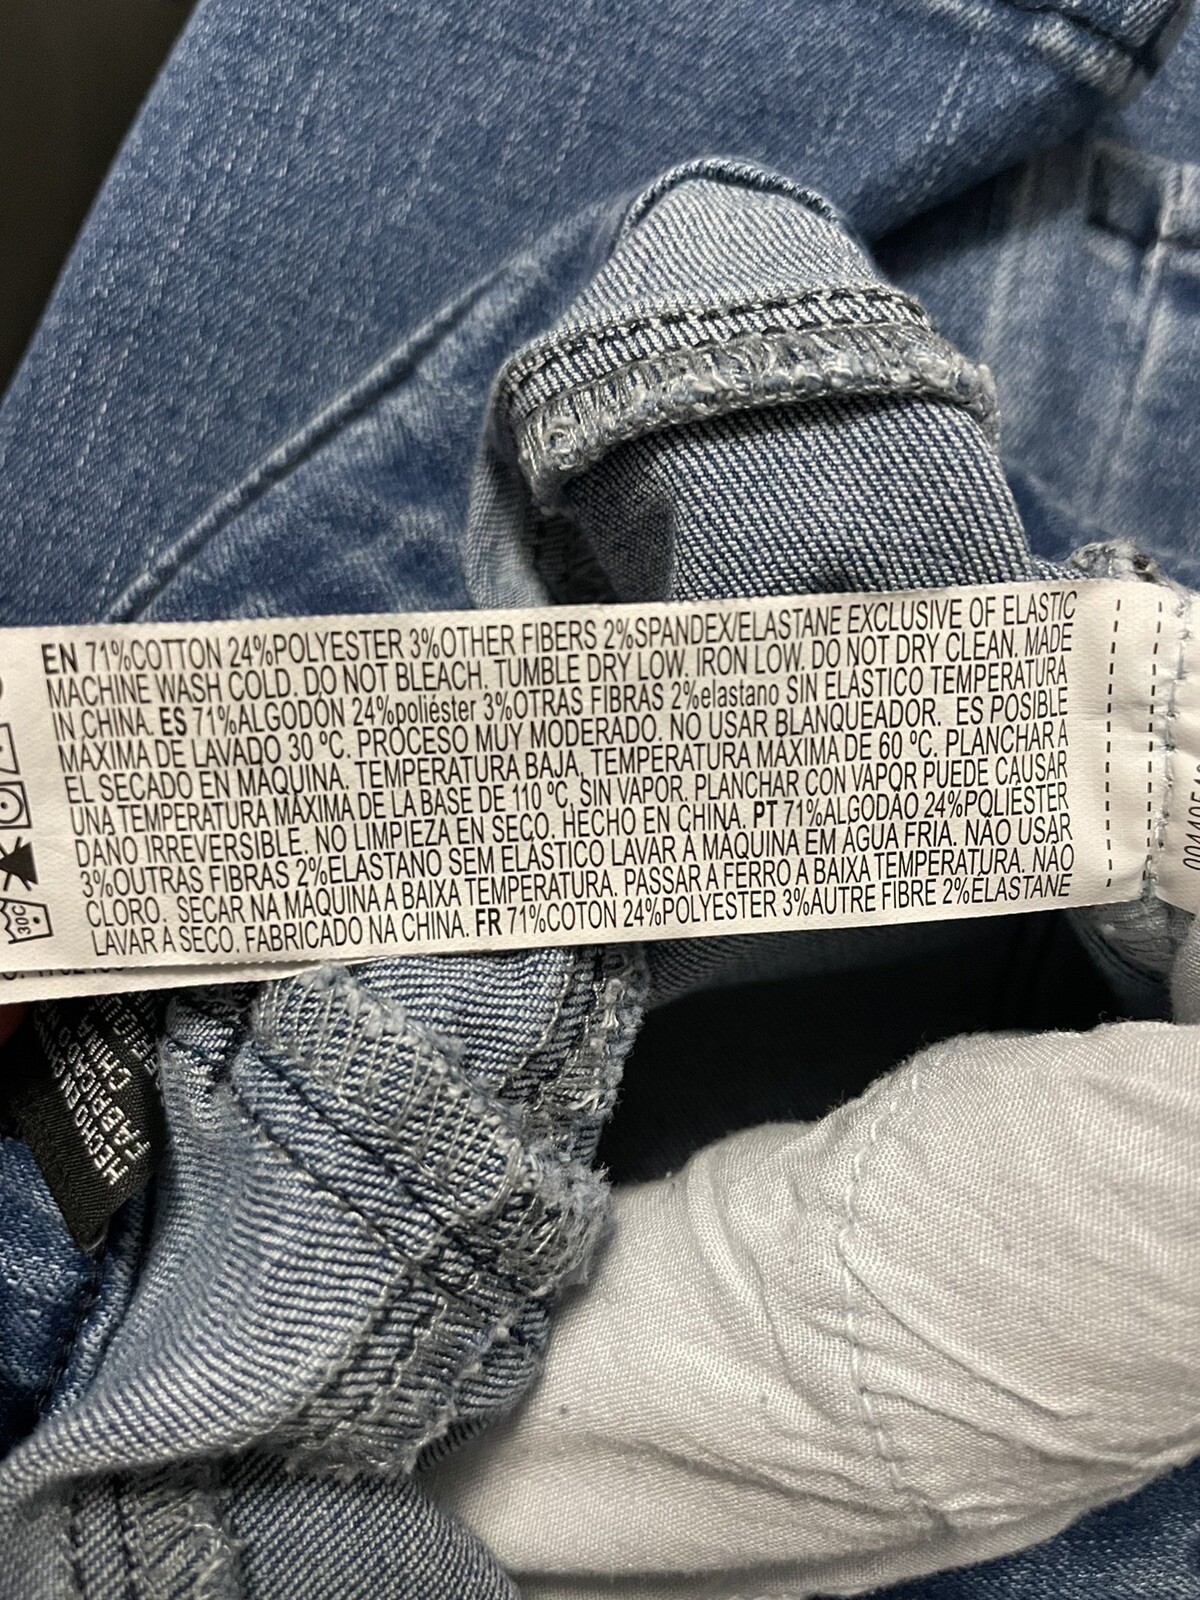 EN 71%COTTON 24%POLYESTER 3%OTHER FIBERS 2%SPANDEX/ELASTANE EXCLUSIVE OF ELASTIC
MACHINE WASH COLD. DO NOT BLEACH. TUMBLE DRY LOW. IRON LOW. DO NOT DRY CLEAN. MADE
IN CHINA. ES 71%ALGODÓN 24%poliéster 3%OTRAS FIBRAS 2%elastano SIN ELÁSTICO TEMPERATURA
MÁXIMA DE LAVADO 30 ºC. PROCESO MUY MODERADO. NO USAR BLANQUEADOR. ES POSIBLE
EL SECADO EN MÁQUINA. TEMPERATURA BAJA, TEMPERATURA MÁXIMA DE 60 ºC. PLANCHAR A
UNA TEMPERATURA MÁXIMA DE LA BASE DE 110 ºC, SIN VAPOR. PLANCHAR CON VAPOR PUEDE CAUSAR
DAÑO IRREVERSIBLE. NO LIMPIEZA EN SECO. HECHO EN CHINA. PT 71%ALGODÃO 24%POLIÉSTER
3%OUTRAS FIBRAS 2%ELASTANO SEM ELÁSTICO LAVAR À MÁQUINA EM ÁGUA FRIA. NÃO USAR
CLORO. SECAR NA MÁQUINA A BAIXA TEMPERATURA. PASSAR A FERRO A BAIXA TEMPERATURA. NÃO
LAVAR A SECO. FABRICADO NA CHINA. FR 71%COTON 24%POLYESTER 3%AUTRE FIBRE 2%ÉLASTANE
30C
HECHO EN
FABRICADO
CHINA